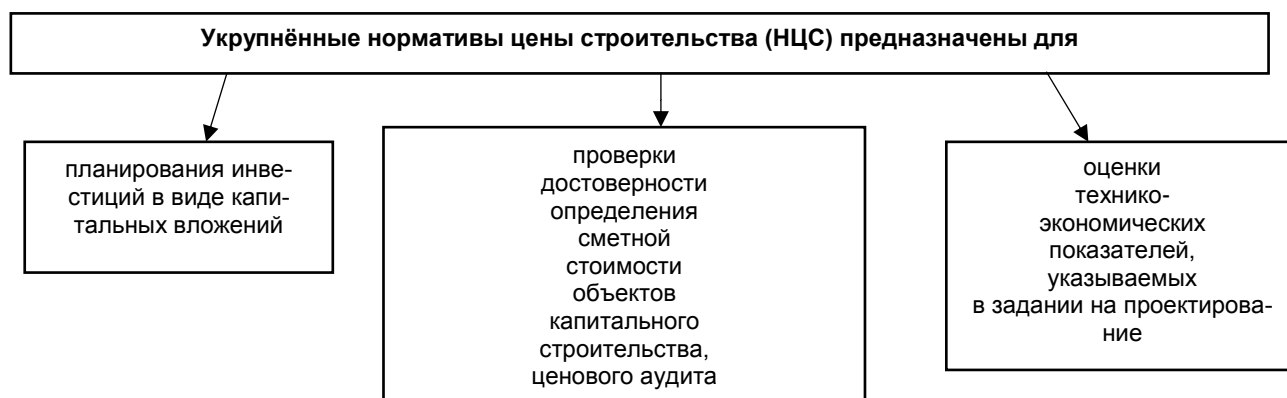 Укрупнённые нормативы цены строительства (НЦС) предназначены для
планирования инве-
стиций в виде капи-
тальных вложений
проверки
достоверности
определения
сметной
стоимости
объектов
капитального
строительства,
ценового аудита
оценки
технико-
экономических
показателей,
указываемых
в задании на проектирова-
ние